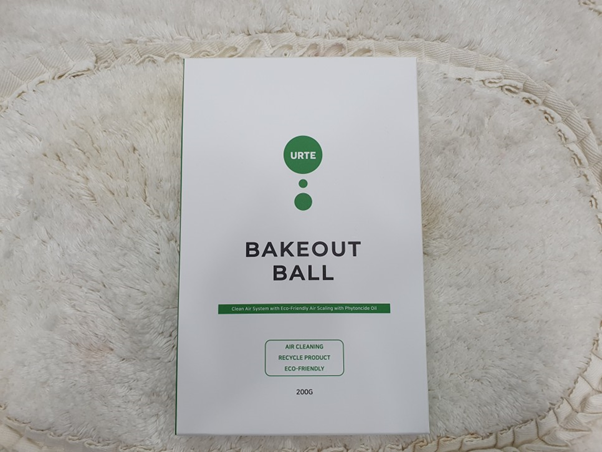 URTE
BAKEOUT
BALL
Clean Air System with Eco-Friendly Air Scaling with Phytoncide Oil
AIR CLEANING
RECYCLE PRODUCT
ECO-FRIENDLY
200G